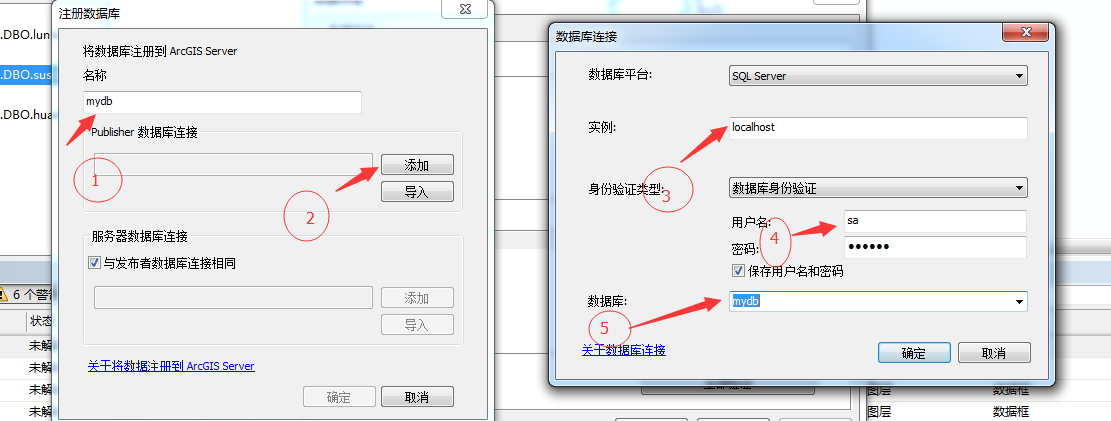 注册数据库
.DBO.lun
.DBO.sus
.DBO.hua
将数据库注册到 ArcGIS Server
名称
mydb
1
Publisher 数据库连接
添加
导入
2
服务器数据库连接
与发布者数据库连接相同
添加
导入
关于将数据注册到 ArcGIS Server
确定
取消
6 个警
状态
未解
未解
未解
未解
数据库连接
数据库平台:
SQL Server
实例:
localhost
身份验证类型:
数据库身份验证
3
用户名:
sa
4
密码:
••••••
保存用户名和密码
数据库:
mydb
5
关于数据库连接
确定
取消
图层
数据框
图层
数据框